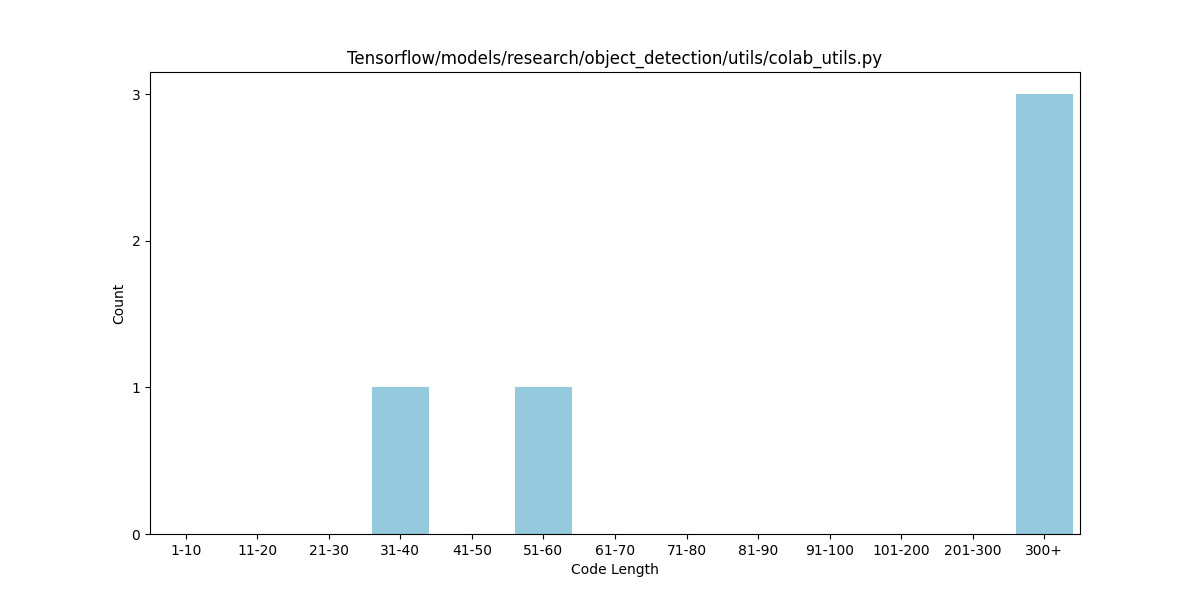 Tensorflow/models/research/object_detection/utils/colab_utils.py
3
2
1
0
Count
1-10 11-20 21-30 31-40 41-50 51-60 61-70 71-80 81-90 91-100 101-200 201-300 300+
Code Length